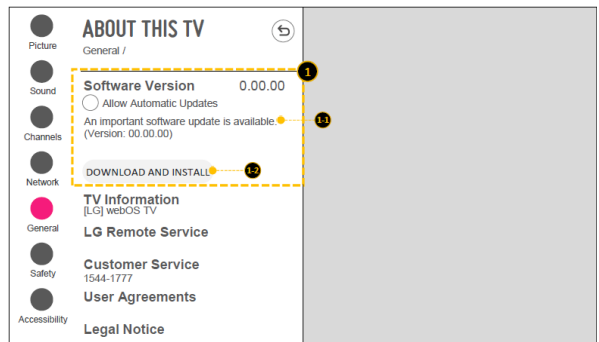 Picture
Sound
Channels
Network
General
Safety
Accessibility
ABOUT THIS TV
General /
1
Software Version 0.00.00
Allow Automatic Updates
An important software update is available.
1-1
(Version: 00.00.00)
DOWNLOAD AND INSTALL
1-2
TV Information
[LG] webOS TV
LG Remote Service
Customer Service
1544-1777
User Agreements
Legal Notice